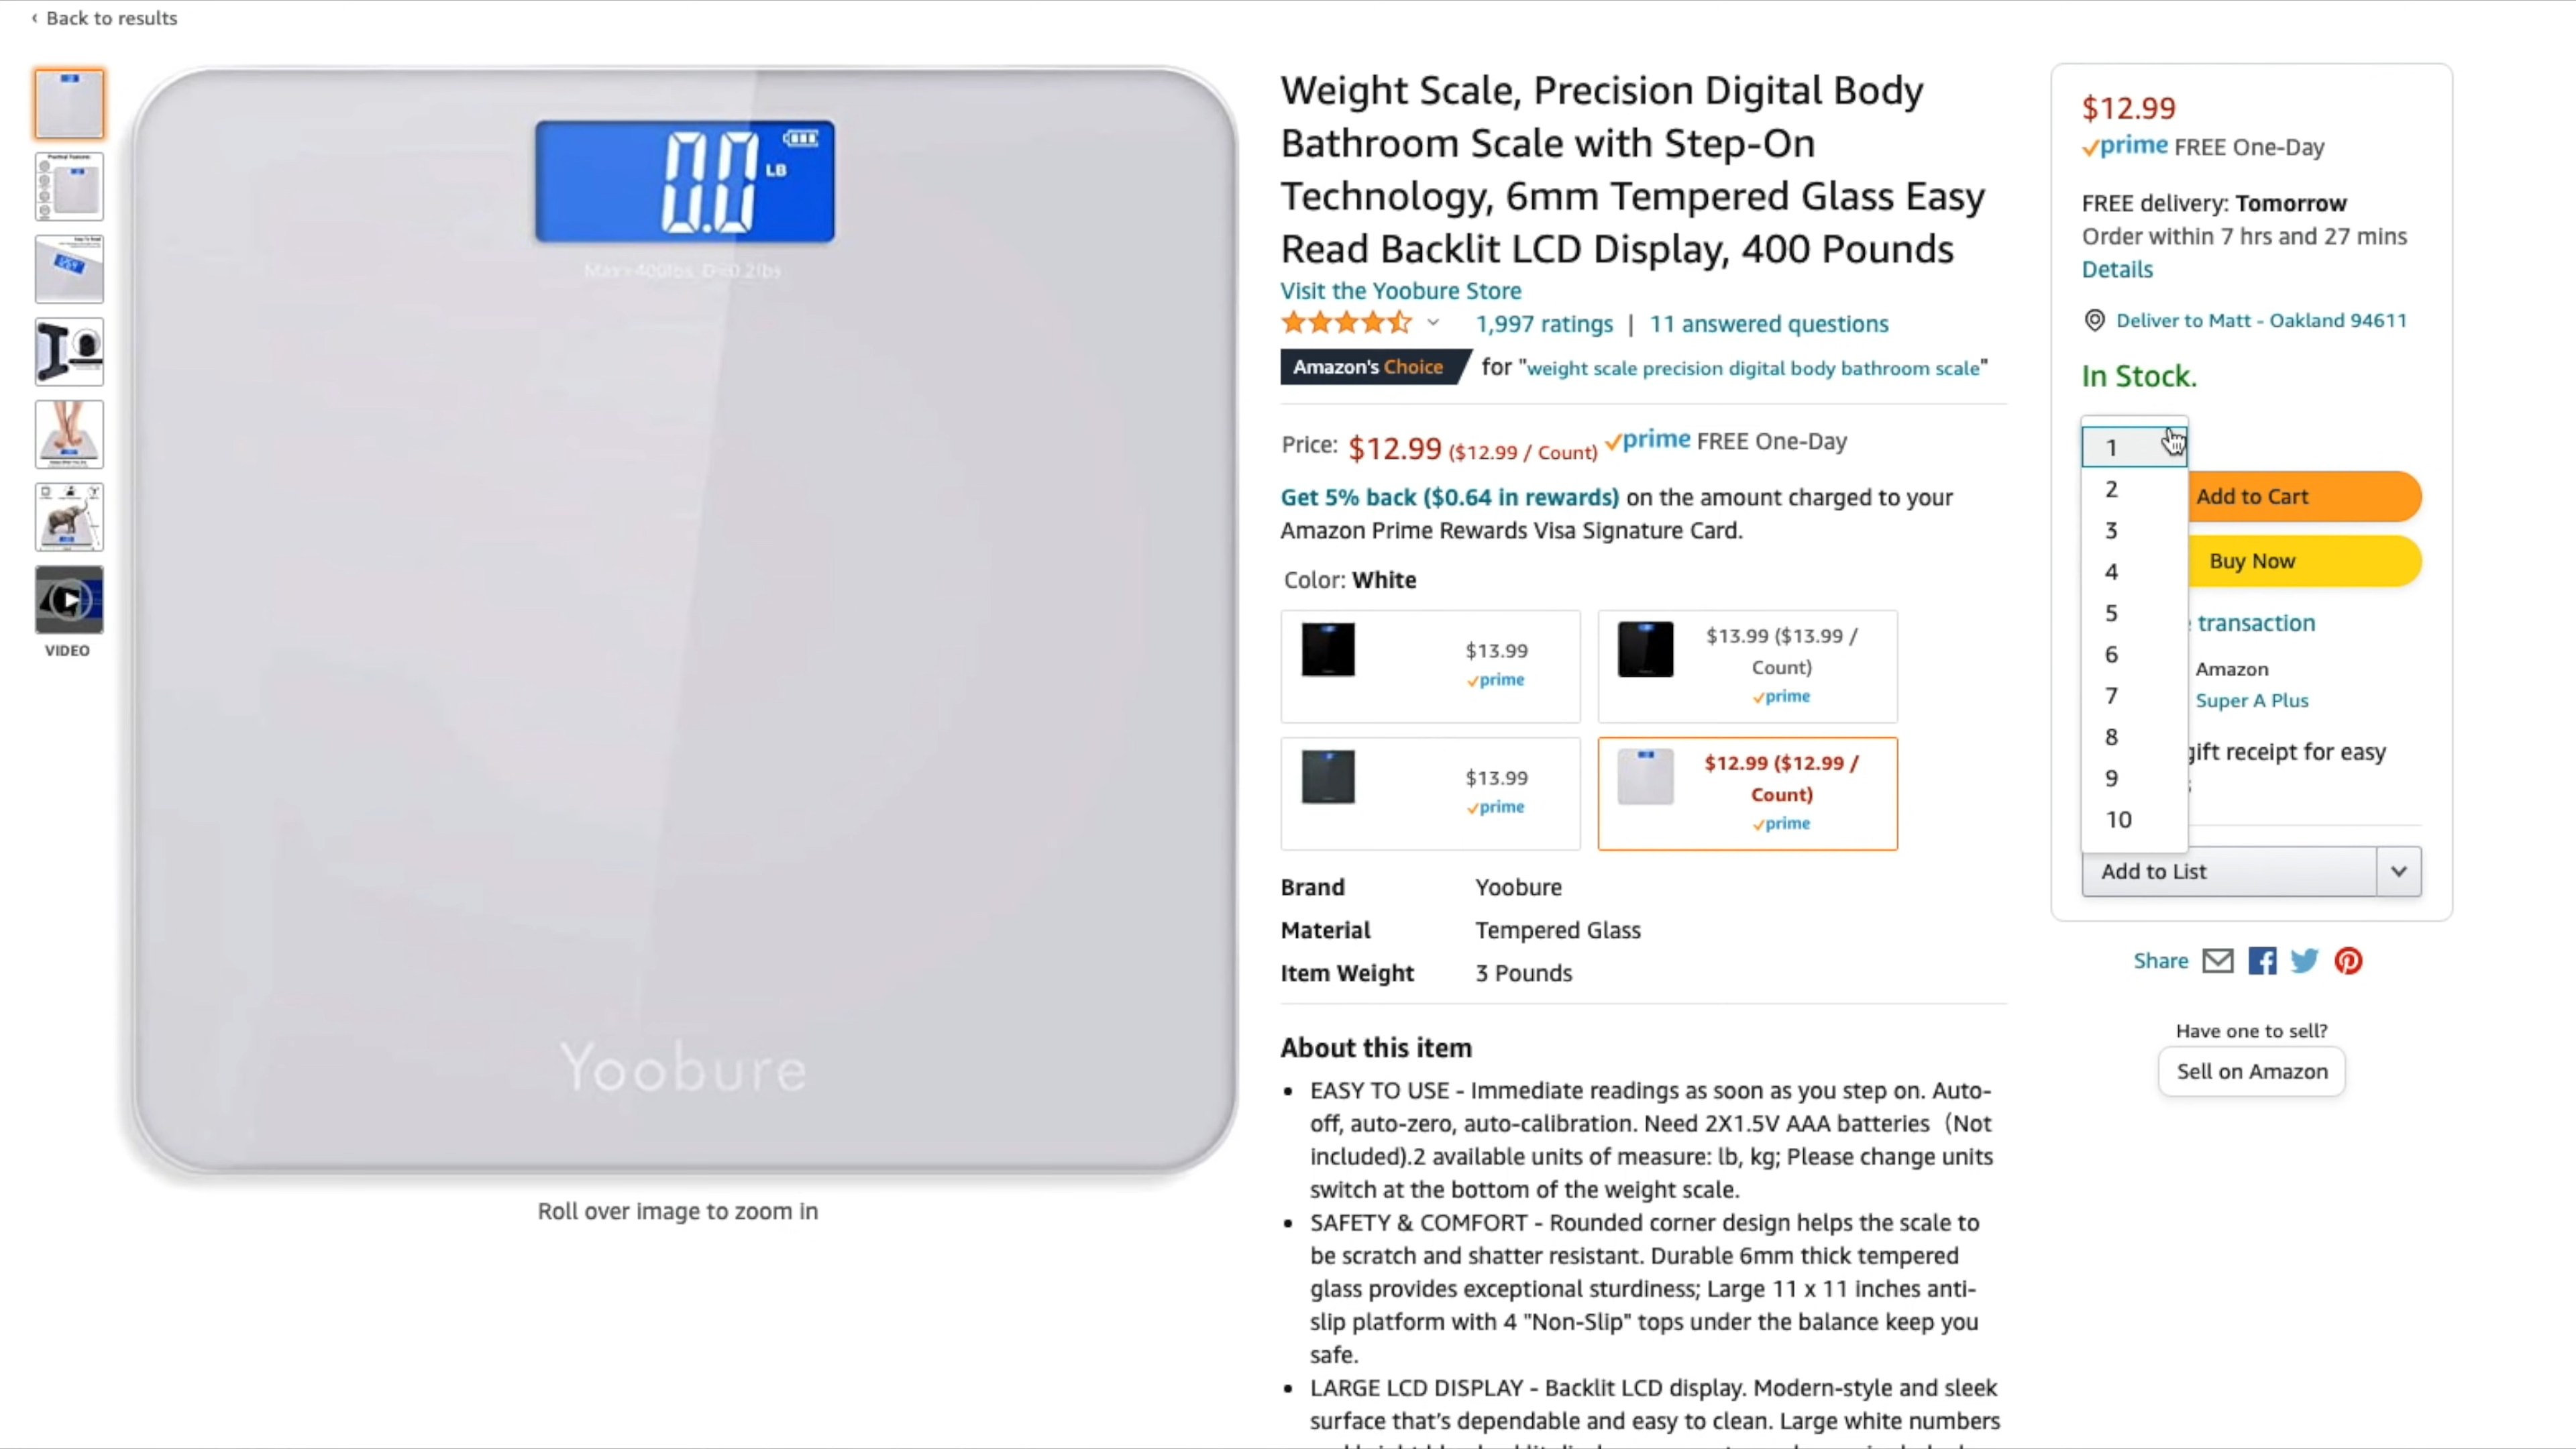 ‹ Back to results
0.0 LB
Max=400lbs D=0.2lbs
Yoobure
VIDEO
Roll over image to zoom in
Weight Scale, Precision Digital Body
Bathroom Scale with Step-On
Technology, 6mm Tempered Glass Easy
Read Backlit LCD Display, 400 Pounds
Visit the Yoobure Store
1,997 ratings | 11 answered questions
Amazon's Choice for "weight scale precision digital body bathroom scale"
Price: $12.99 ($12.99 / Count) prime FREE One-Day
Get 5% back ($0.64 in rewards) on the amount charged to your
Amazon Prime Rewards Visa Signature Card.
Color: White
$13.99
prime
$13.99 ($13.99 /
Count)
prime
$13.99
prime
$12.99 ($12.99 /
Count)
prime
Brand Yoobure
Material Tempered Glass
Item Weight 3 Pounds
About this item
• EASY TO USE - Immediate readings as soon as you step on. Auto-
off, auto-zero, auto-calibration. Need 2X1.5V AAA batteries（Not
included).2 available units of measure: lb, kg; Please change units
switch at the bottom of the weight scale.
• SAFETY & COMFORT - Rounded corner design helps the scale to
be scratch and shatter resistant. Durable 6mm thick tempered
glass provides exceptional sturdiness; Large 11 x 11 inches anti-
slip platform with 4 "Non-Slip" tops under the balance keep you
safe.
• LARGE LCD DISPLAY - Backlit LCD display. Modern-style and sleek
surface that's dependable and easy to clean. Large white numbers
$12.99
prime FREE One-Day
FREE delivery: Tomorrow
Order within 7 hrs and 27 mins
Details
Deliver to Matt - Oakland 94611
In Stock.
1
2
3
4
5
6
7
8
9
10
Add to Cart
Buy Now
transaction
Amazon
Super A Plus
gift receipt for easy
Add to List
Share
Have one to sell?
Sell on Amazon